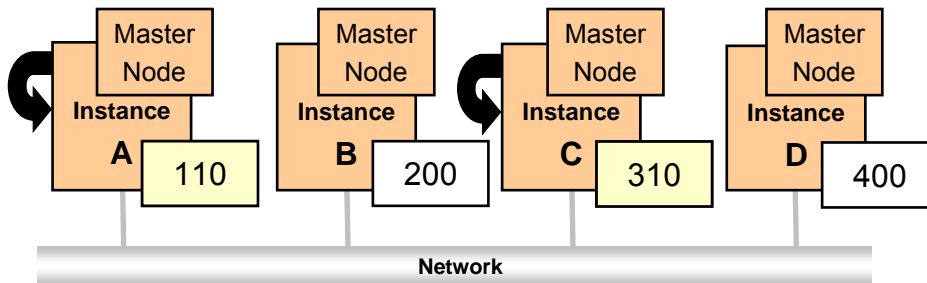 Master
Node
Instance
A
110
Master
Node
Instance
B
200
Master
Node
Instance
C
310
Master
Node
Instance
D
400
Network